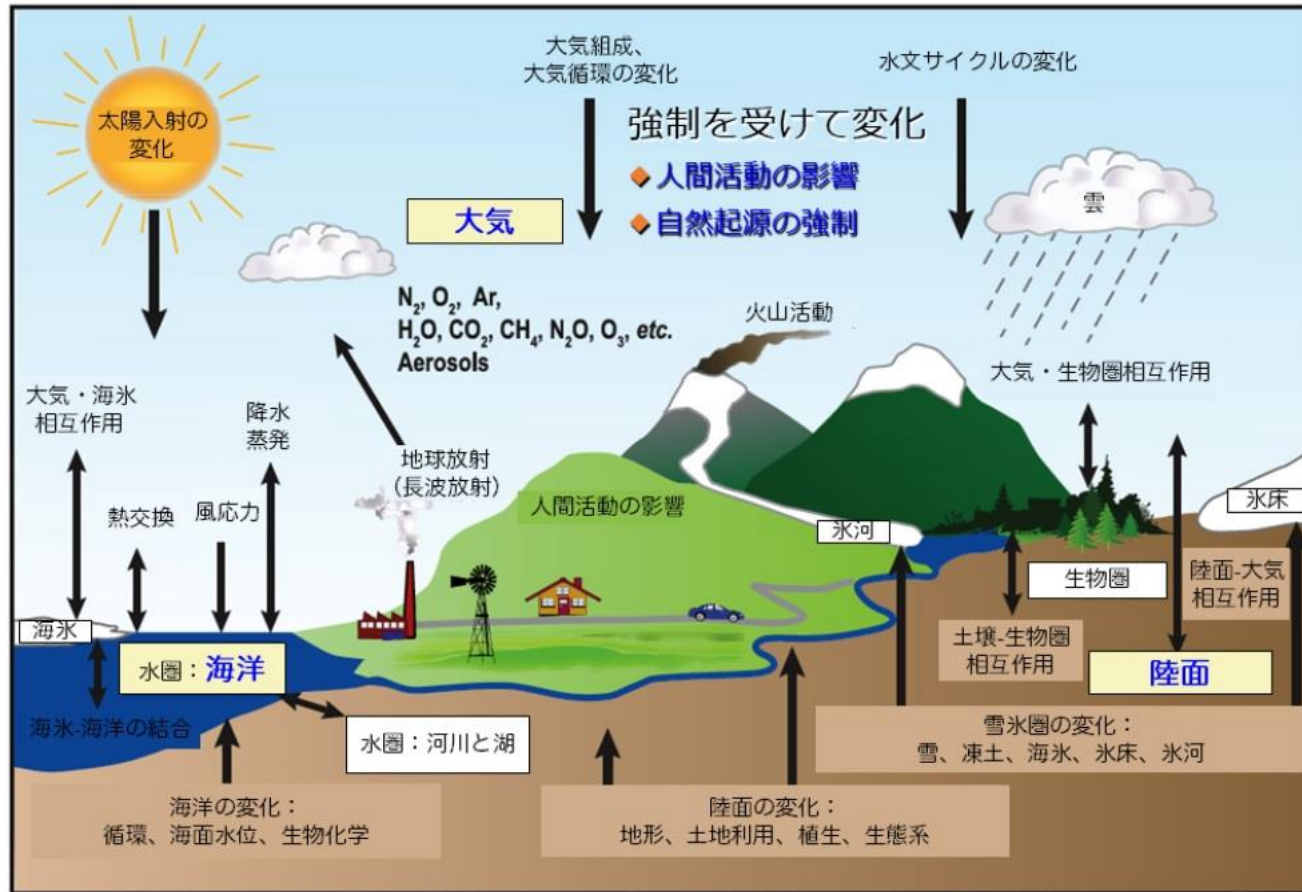 大気組成、
大気循環の変化
水文サイクルの変化
太陽入射の
変化
強制を受けて変化
◆人間活動の影響
◆自然起源の強制
大気
雲
N₂, O₂, Ar,
H₂O, CO₂, CH₄, N₂O, O₃, etc.
Aerosols
火山活動
大気・生物圏相互作用
大気・海氷
相互作用
降水
蒸発
地球放射
（長波放射）
熱交換
風応力
人間活動の影響
氷河
氷床
生物圏
陸面-大気
相互作用
海氷
水圏：海洋
土壌-生物圏
相互作用
陸面
海氷-海洋の結合
水圏：河川と湖
雪氷圏の変化：
雪、凍土、海氷、氷床、氷河
海洋の変化：
循環、海面水位、生物化学
陸面の変化：
地形、土地利用、植生、生態系